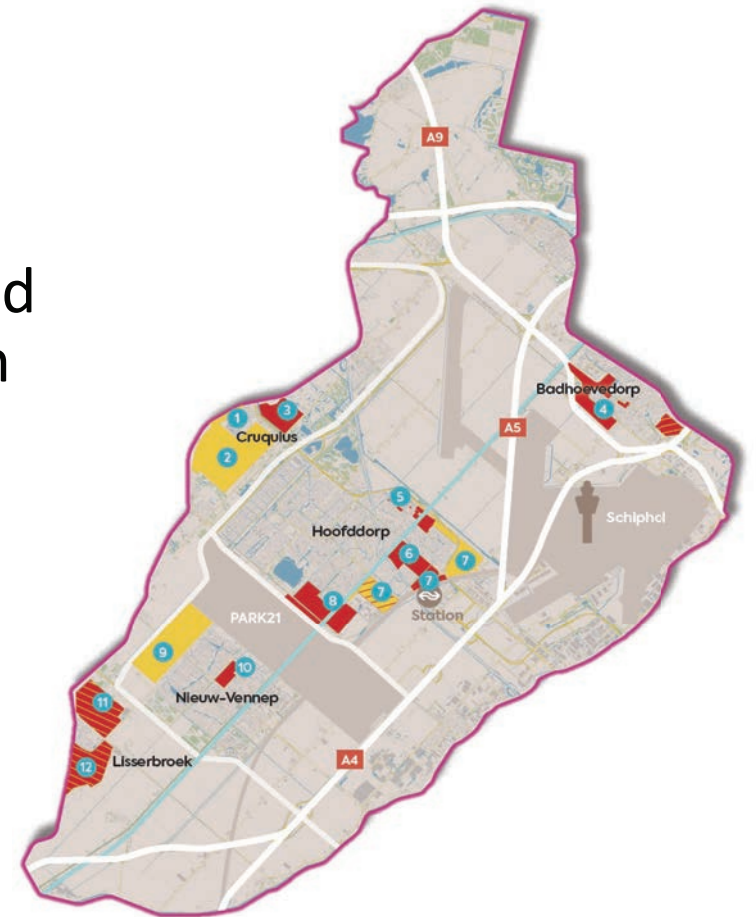 d
n
A9
Badhoevedorp
4
1
3
Cruquius
2
A5
5
Schiphol
Hoofddorp
6
7
7
7
8
Station
PARK21
9
10
Nieuw-Vennep
11
Lisserbroek
12
A4